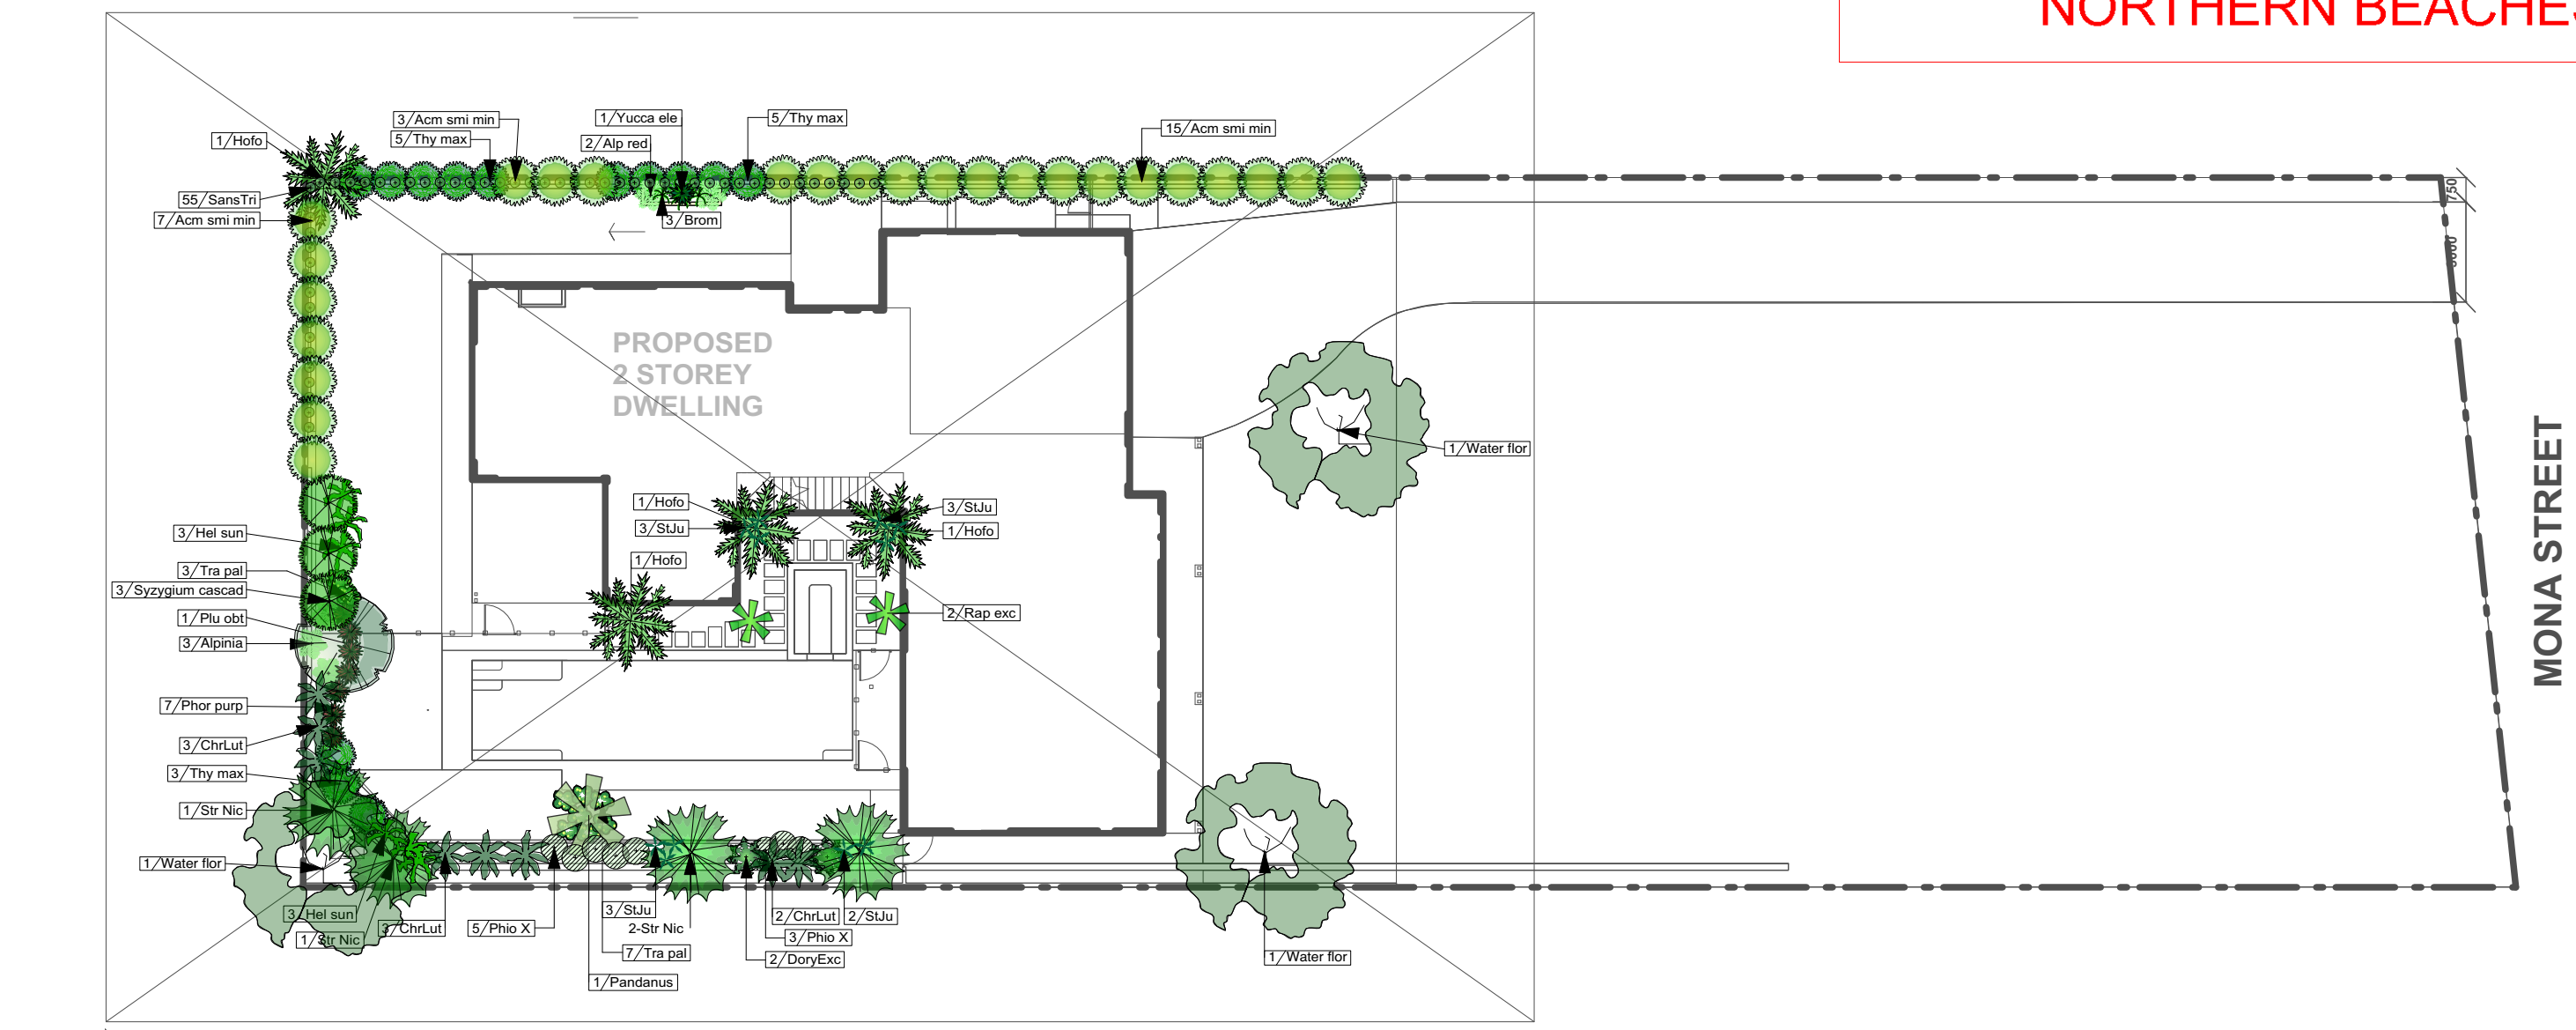 NORTHERN BEACHES
3/Acm smi min
1/Yucca ele
5/Thy max
15/Acm smi min
1/Hofo
5/Thy max
2/Alp red
55/SansTri
7/Acm smi min
3/Brom
750
PROPOSED
2 STOREY
DWELLING
1/Water flor
MONA STREET
1/Hofo
3/StJu
3/StJu
1/Hofo
3/Hel sun
1/Hofo
3/Tra pal
3/Syzygium cascad
1/Plu obt
2/Rap exc
3/Alpinia
7/Phor purp
3/ChrLut
3/Thy max
1/Str Nic
1/Water flor
3/Hel sun
3/StJu
2/ChrLut
2/StJu
1/Str Nic
3/ChrLut
5/Phio X
2-Str Nic
3/Phio X
7/Tra pal
2/DoryExc
1/Water flor
1/Pandanus